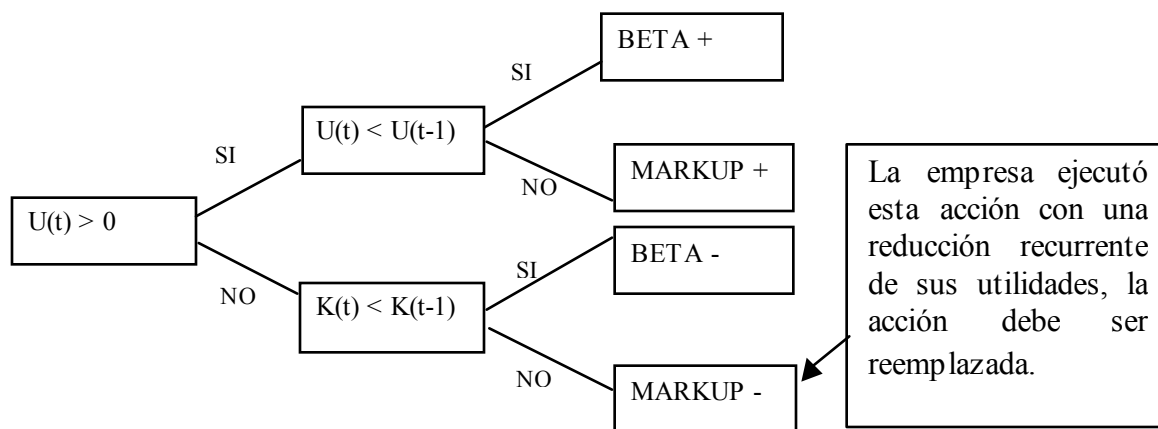 BETA +
SI
U(t) < U(t-1)
SI
NO
MARKUP +
U(t) > 0
BETA -
SI
NO
K(t) < K(t-1)
NO
MARKUP -
La empresa ejecutó
esta acción con una
reducción recurrente
de sus utilidades, la
acción debe ser
reemplazada.